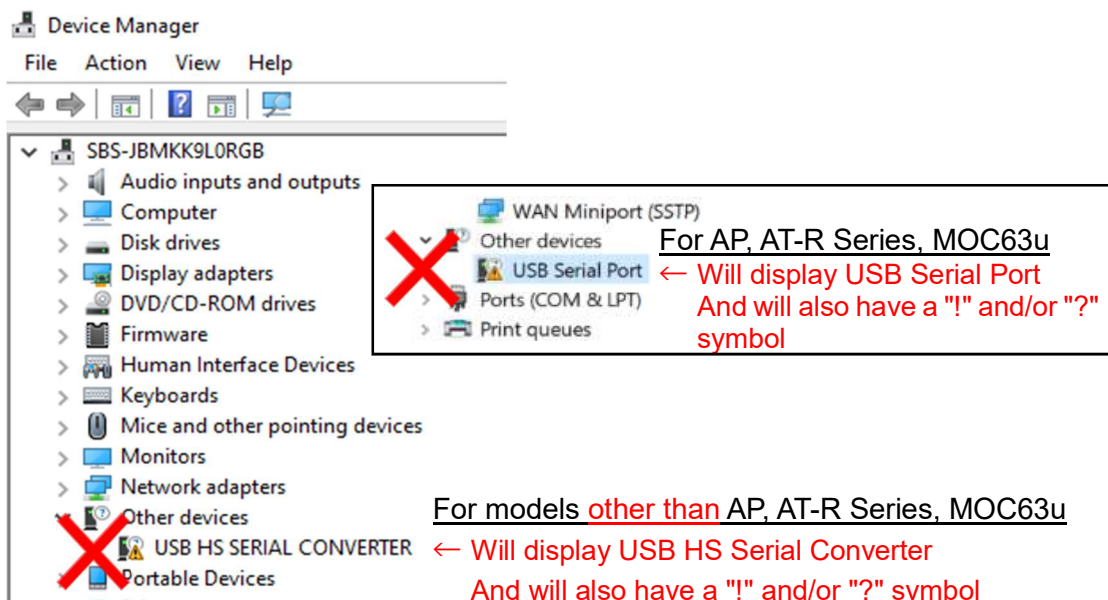 Device Manager
File Action View Help
SBS-JBMKK9L0RGB
Audio inputs and outputs
Computer
Disk drives
Display adapters
DVD/CD-ROM drives
Firmware
Human Interface Devices
Keyboards
Mice and other pointing devices
Monitors
Network adapters
Other devices
USB HS SERIAL CONVERTER
Portable Devices
WAN Miniport (SSTP)
Other devices
USB Serial Port
Ports (COM & LPT)
Print queues
For AP, AT-R Series, MOC63u
← Will display USB Serial Port
And will also have a "!" and/or "?"
symbol
For models other than AP, AT-R Series, MOC63u
← Will display USB HS Serial Converter
And will also have a "!" and/or "?" symbol